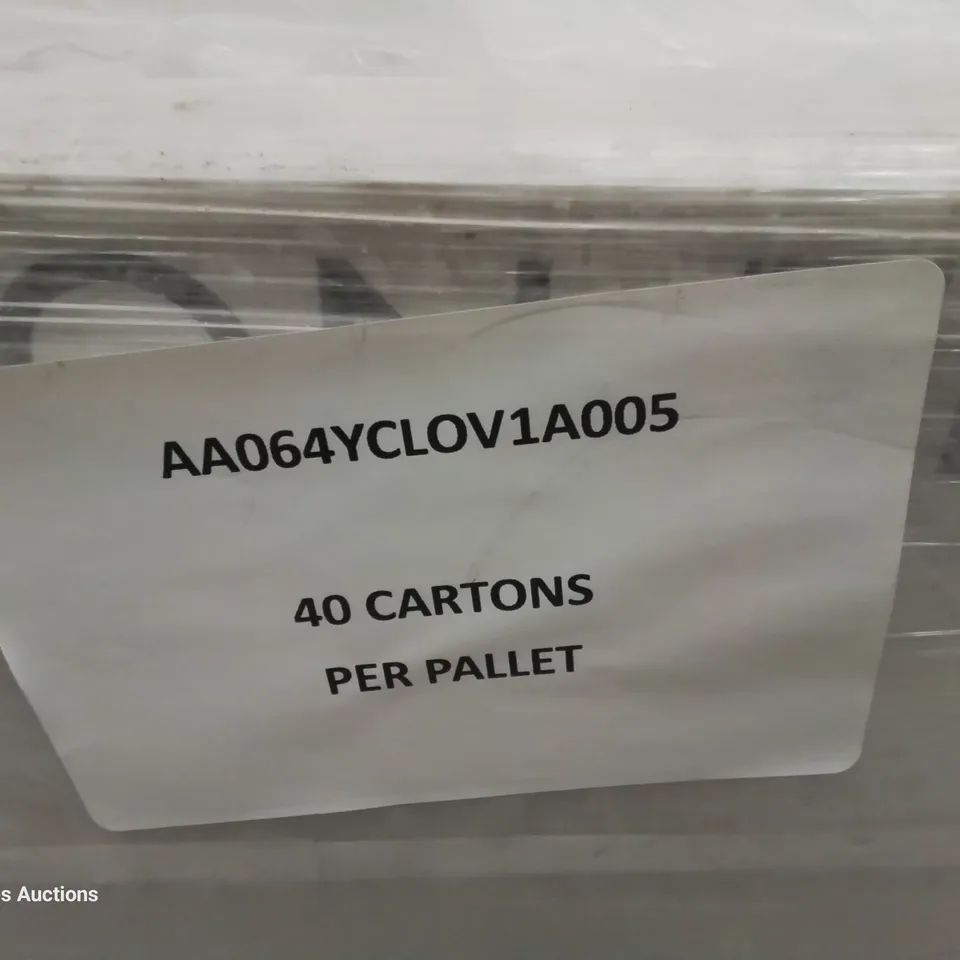 AA064YCLOV1A005
40 CARTONS
PER PALLET
s Auctions